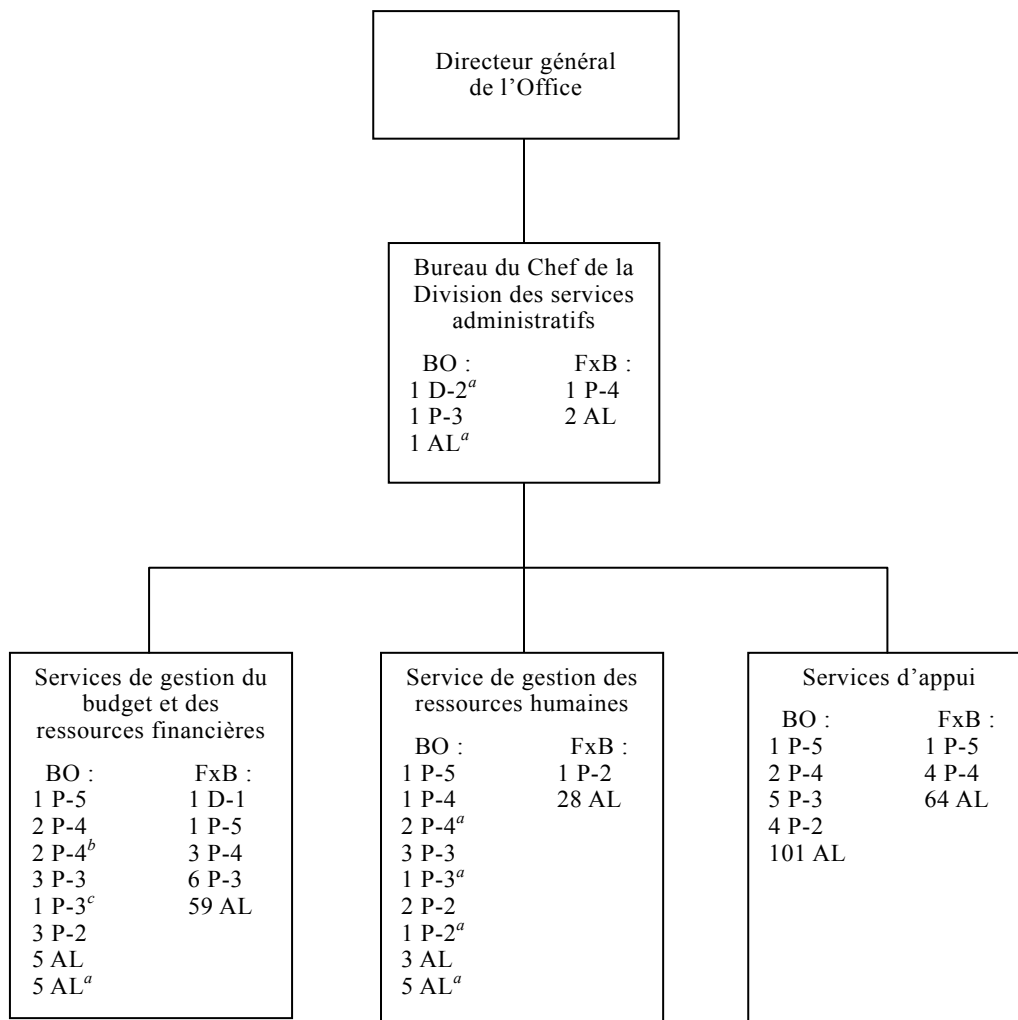 Directeur général
de l’Office
Bureau du Chef de la
Division des services
administratifs
BO : FxB :
1 D-2a 1 P-4
1 P-3 2 AL
1 ALa
Services de gestion du
budget et des
ressources financières
BO : FxB :
1 P-5 1 D-1
2 P-4 1 P-5
2 P-4b 3 P-4
3 P-3 6 P-3
1 P-3c 59 AL
3 P-2
5 AL
5 ALa
Service de gestion des
ressources humaines
BO : FxB :
1 P-5 1 P-2
1 P-4 28 AL
2 P-4a
3 P-3
1 P-3a
2 P-2
1 P-2a
3 AL
5 ALa
Services d’appui
BO : FxB :
1 P-5 1 P-5
2 P-4 4 P-4
5 P-3 64 AL
4 P-2
101 AL